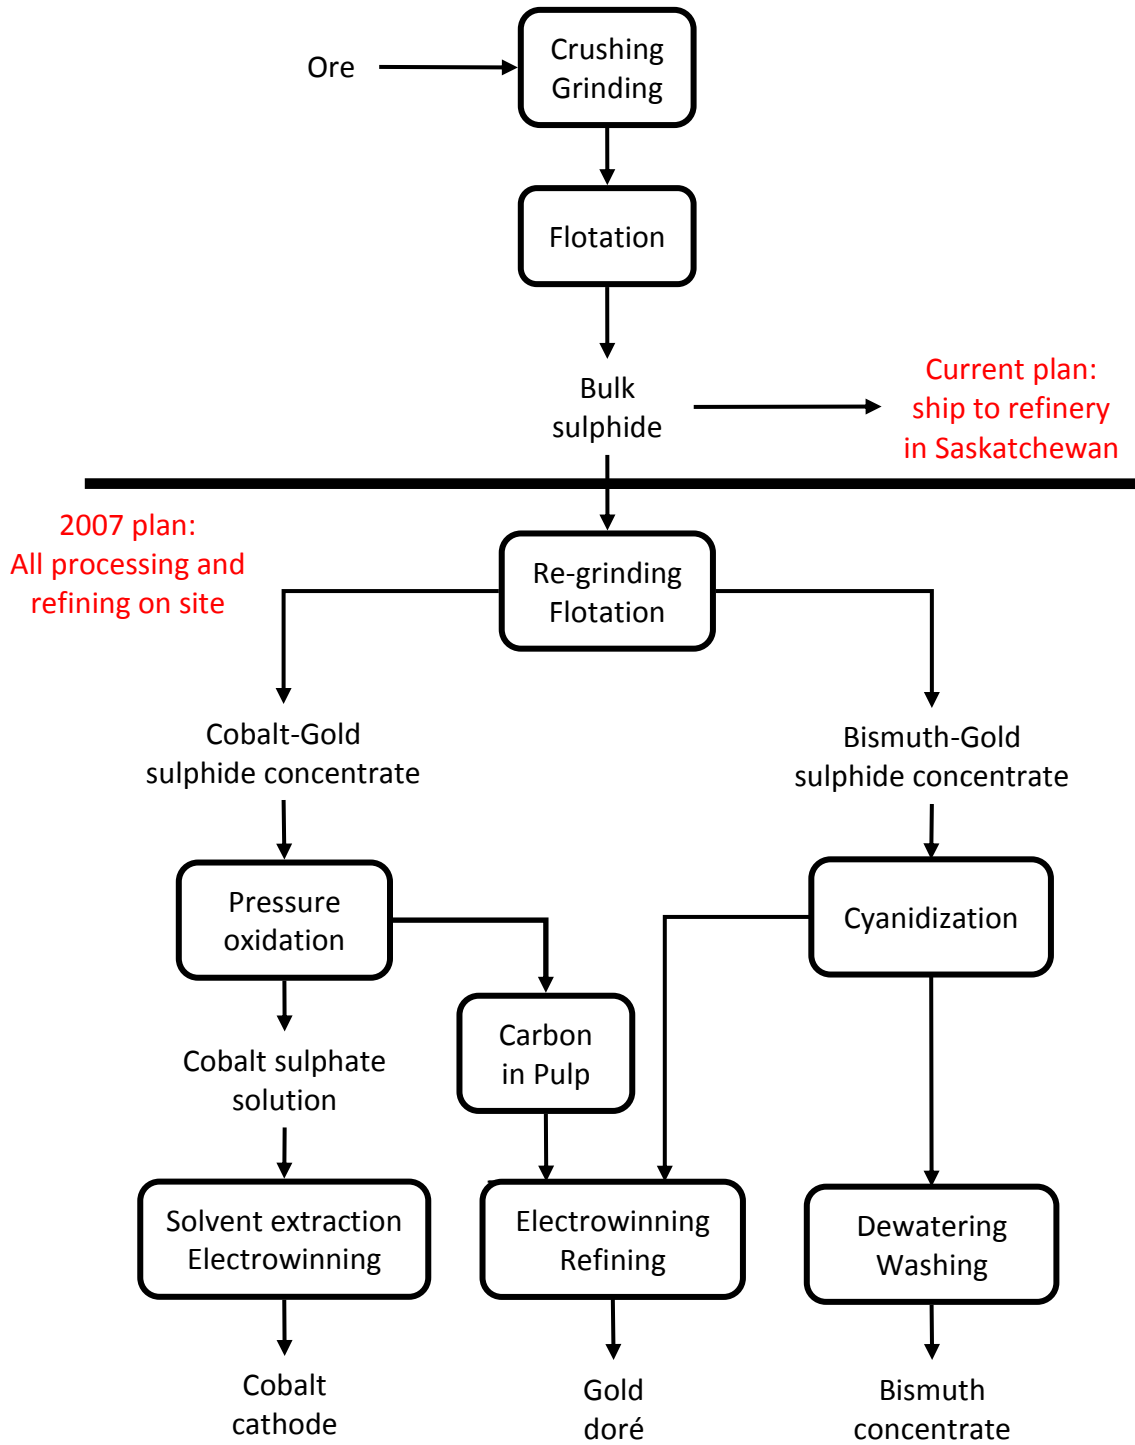 Ore
Crushing
Grinding
Flotation
Bulk
sulphide
Current plan:
ship to refinery
in Saskatchewan
2007 plan:
All processing and
refining on site
Re-grinding
Flotation
Cobalt-Gold
sulphide concentrate
Bismuth-Gold
sulphide concentrate
Pressure
oxidation
Cyanidization
Carbon
in Pulp
Cobalt sulphate
solution
Solvent extraction
Electrowinning
Electrowinning
Refining
Dewatering
Washing
Cobalt
cathode
Gold
doré
Bismuth
concentrate